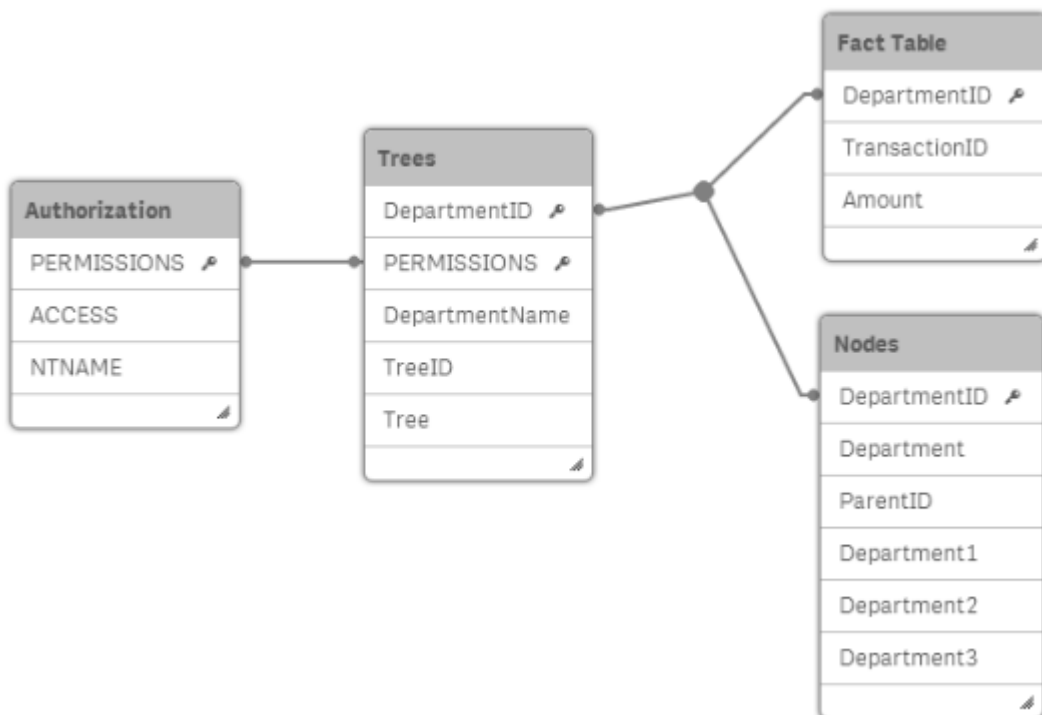 Authorization
PERMISSIONS
ACCESS
NTNAME
Trees
DepartmentID
PERMISSIONS
DepartmentName
TreeID
Tree
Fact Table
DepartmentID
TransactionID
Amount
Nodes
DepartmentID
Department
ParentID
Department1
Department2
Department3